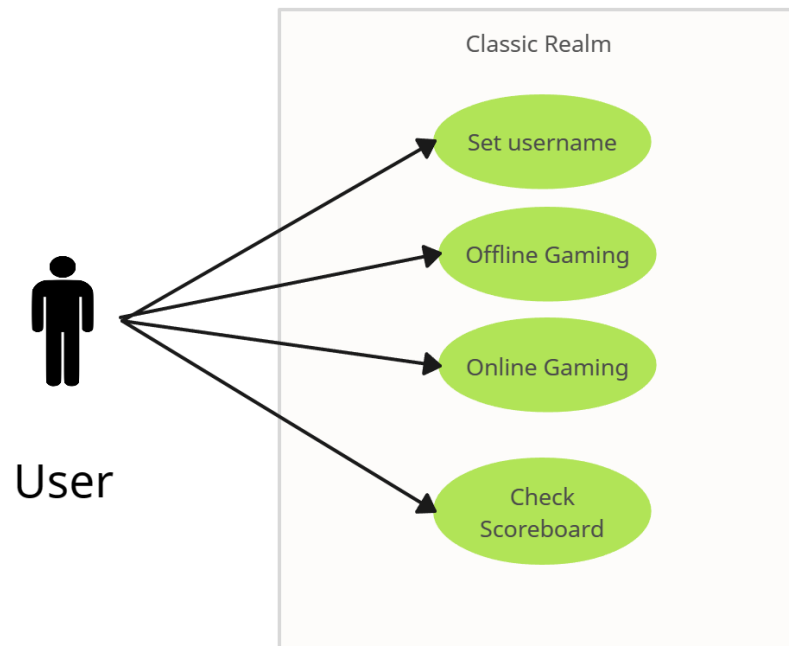 Classic Realm
Set username
Offline Gaming
Online Gaming
Check
Scoreboard
User